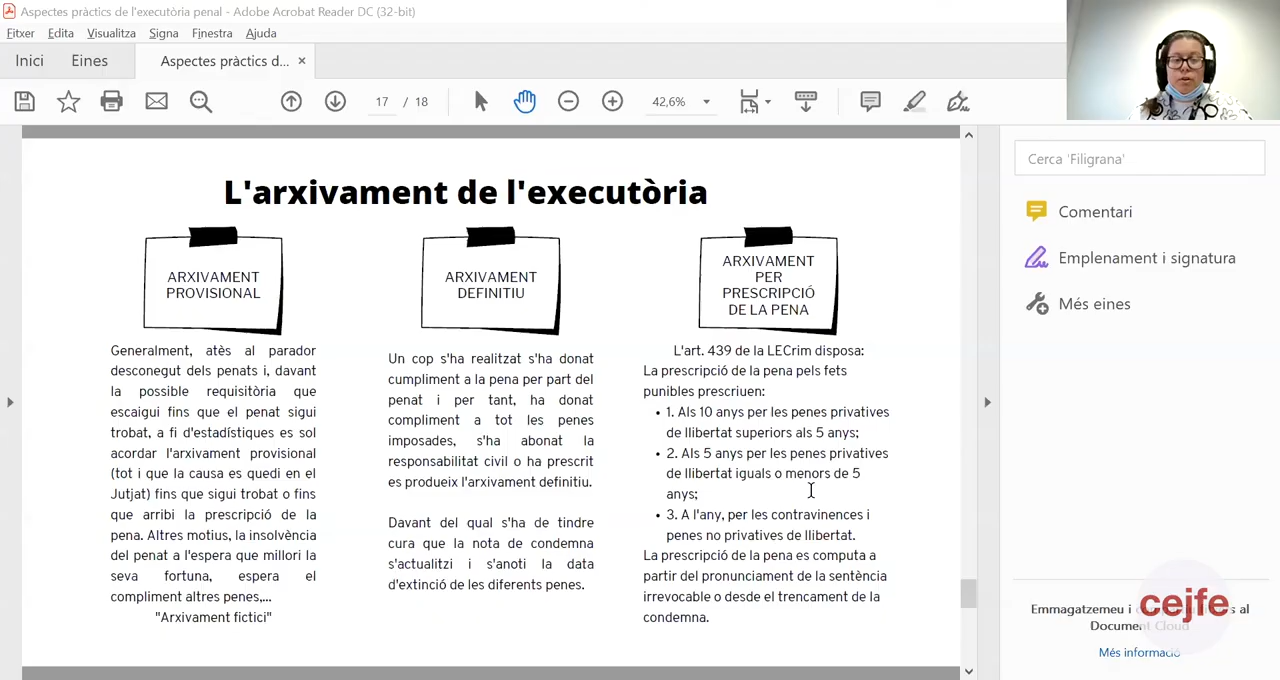 Aspectes pràctics de l'executòria penal - Adobe Acrobat Reader DC (32-bit)
Fitxer Edita Visualitza Signa Finestra Ajuda
Inici Eines Aspectes pràctics d... ×
17 / 18 42,6%
L'arxivament de l'executòria
ARXIVAMENT
PROVISIONAL
Generalment, atès al parador
desconegut dels penats i, davant
la possible requisitòria que
escaigui fins que el penat sigui
trobat, a fi d'estadístiques es sol
acordar l'arxivament provisional
(tot i que la causa es quedi en el
Jutjat) fins que sigui trobat o fins
que arribi la prescripció de la
pena. Altres motius, la insolvència
del penat a l'espera que millori la
seva fortuna, espera el
compliment altres penes,...
"Arxivament fictici"
ARXIVAMENT
DEFINITIU
Un cop s'ha realitzat s'ha donat
cumpliment a la pena per part del
penat i per tant, ha donat
compliment a tot les penes
imposades, s'ha abonat la
responsabilitat civil o ha prescrit
es produeix l'arxivament definitiu.
Davant del qual s'ha de tindre
cura que la nota de condemna
s'actualitzi i s'anoti la data
d'extinció de les diferents penes.
ARXIVAMENT
PER
PRESCRIPCIÓ
DE LA PENA
L'art. 439 de la LECrim disposa:
La prescripció de la pena pels fets
punibles prescriuen:
• 1. Als 10 anys per les penes privatives
de llibertat superiors als 5 anys;
• 2. Als 5 anys per les penes privatives
de llibertat iguals o menors de 5
anys;
• 3. A l'any, per les contravinences i
penes no privatives de llibertat.
La prescripció de la pena es computa a
partir del pronunciament de la sentència
irrevocable o desde el trencament de la
condemna.
Cerca 'Filigrana'
Comentari
Emplenament i signatura
Més eines
Emmagatzemeu i al
Document Cloud
Més informació
cejfe